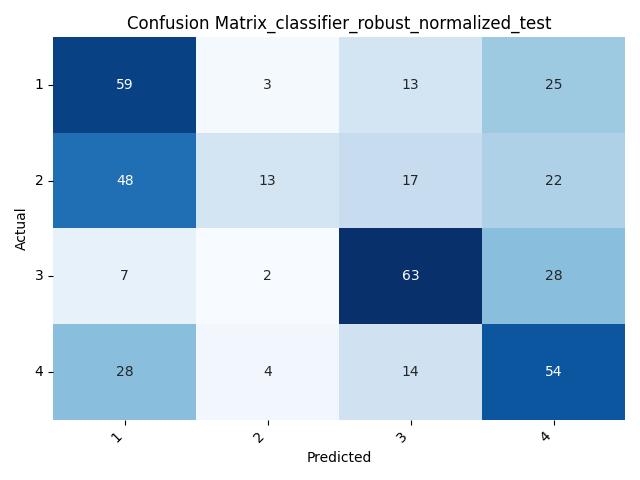 Confusion Matrix_classifier_robust_normalized_test
Actual
1 59 3 13 25
2 48 13 17 22
3 7 2 63 28
4 28 4 14 54
1 2 3 4
Predicted